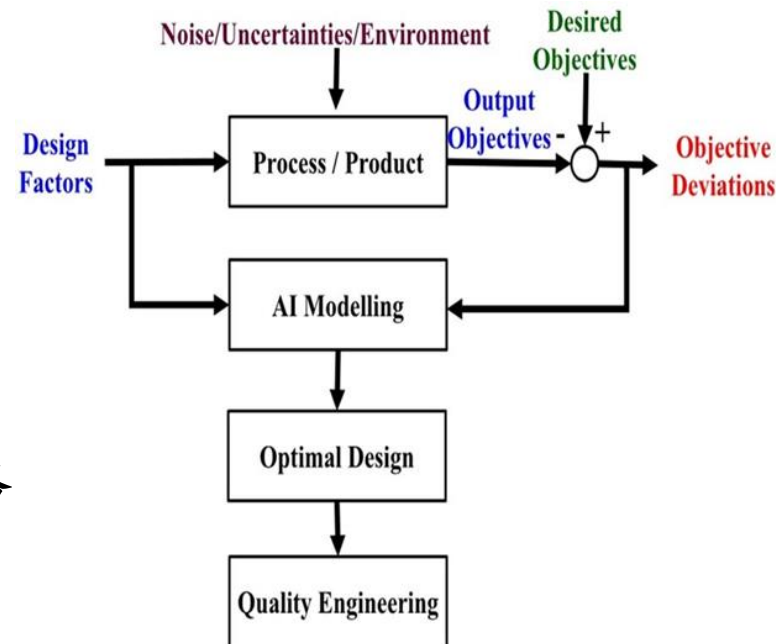 Noise/Uncertainties/Environment
Desired
Objectives
Output
Objectives - +
Design
Factors
Process / Product
Objective
Deviations
AI Modelling
Optimal Design
Quality Engineering